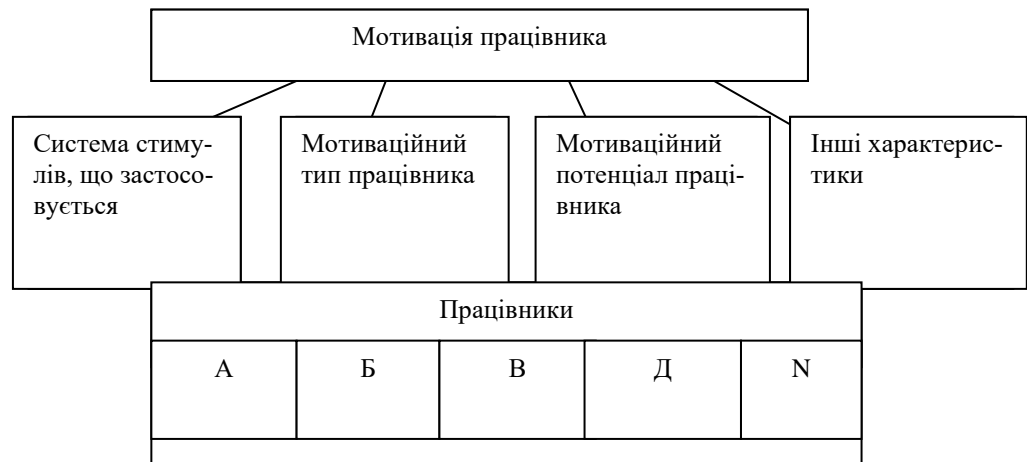 Мотивація працівника
Система стиму-
лів, що застосо-
вується
Мотиваційний
тип працівника
Мотиваційний
потенціал праці-
вника
Інші характерис-
тики
Працівники
А Б В Д N